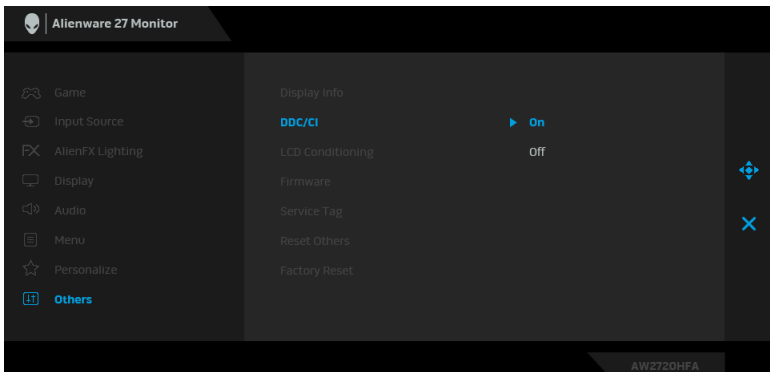 Alienware 27 Monitor
Game
Input Source
AlienFX Lighting
Display
Audio
Menu
Personalize
Others
Display Info
DDC/CI
On
LCD Conditioning
Off
Firmware
Service Tag
Reset Others
Factory Reset
AW2720HFA